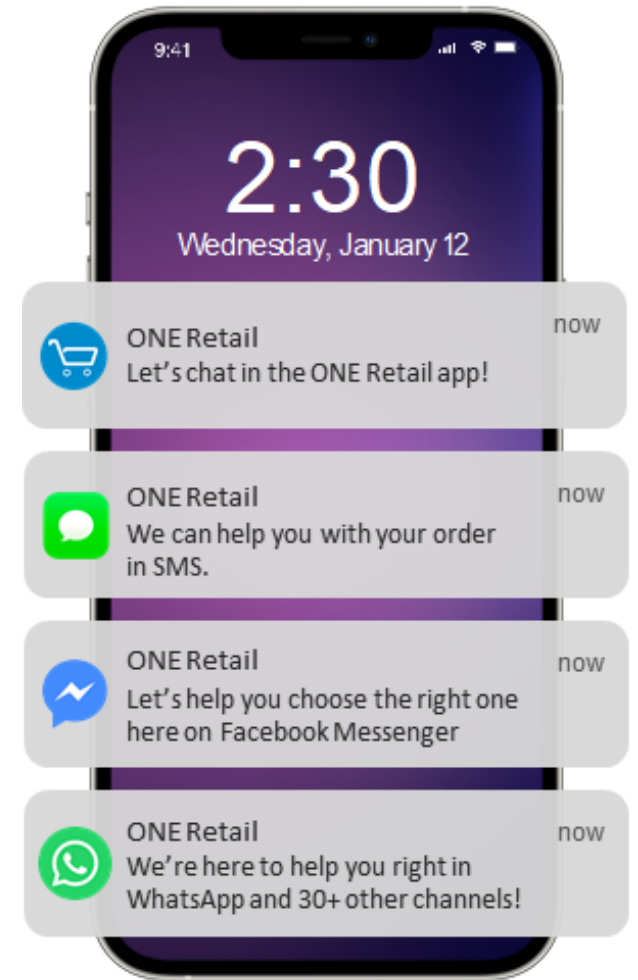 9:41
2:30
Wednesday, January 12
ONE Retail
now
Let's chat in the ONE Retail app!
ONE Retail
now
We can help you with your order
in SMS.
ONE Retail
now
Let's help you choose the right one
here on Facebook Messenger
ONE Retail
now
We're here to help you right in
WhatsApp and 30+ other channels!